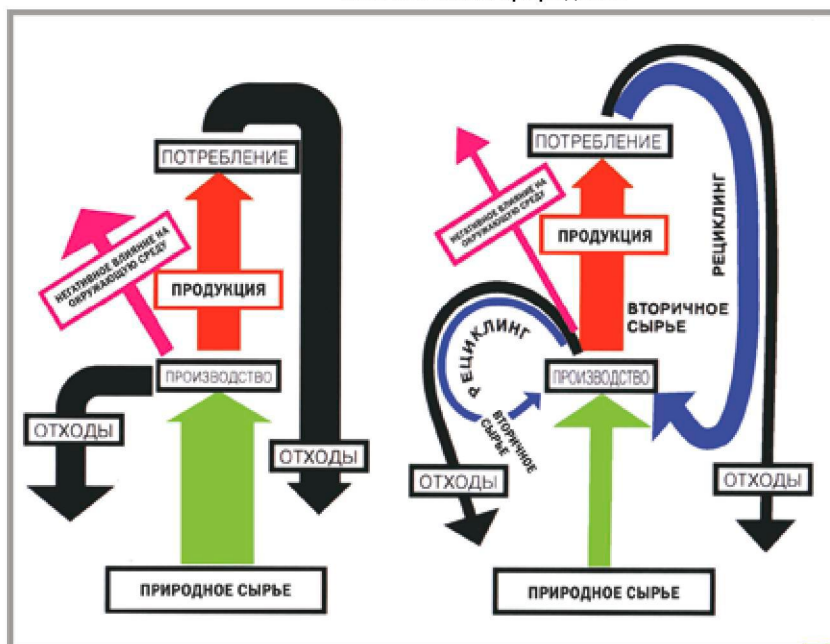 ПОТРЕБЛЕНИЕ
НЕГАТИВНОЕ ВЛИЯНИЕ НА
ОКРУЖАЮЩУЮ СРЕДУ
ПРОДУКЦИЯ
ПРОИЗВОДСТВО
ОТХОДЫ
ОТХОДЫ
ПРИРОДНОЕ СЫРЬЕ
ПОТРЕБЛЕНИЕ
НЕГАТИВНОЕ ВЛИЯНИЕ НА
ОКРУЖАЮЩУЮ СРЕДУ
ПРОДУКЦИЯ
РЕЦИКЛИНГ
ВТОРИЧНОЕ
СЫРЬЕ
РЕЦИКЛИНГ
ПРОИЗВОДСТВО
ВТОРИЧНОЕ
СЫРЬЕ
ОТХОДЫ
ОТХОДЫ
ПРИРОДНОЕ СЫРЬЕ